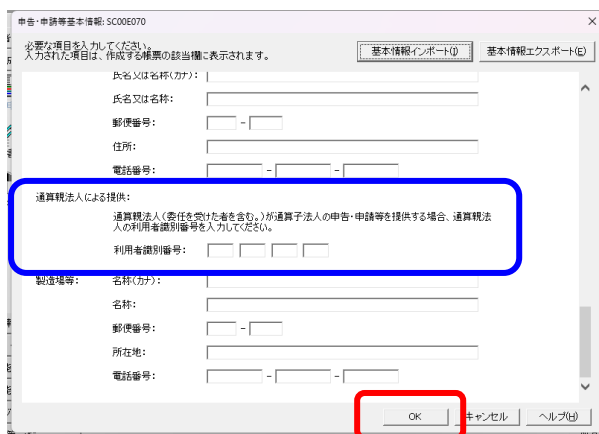 申告・申請等基本情報: SC00E070
必要な項目を入力してください。
入力された項目は、作成する帳票の該当欄に表示されます。
基本情報インポート(I)
基本情報エクスポート(E)
氏名又は名称(カナ):
氏名又は名称:
郵便番号: -
住所:
電話番号: - -
通算親法人による提供:
通算親法人(委任を受けた者を含む。)が通算子法人の申告・申請等を提供する場合、通算親法
人の利用者識別番号を入力してください。
利用者識別番号:
製造場等: 名称(カナ):
名称:
郵便番号: -
所在地:
電話番号: - -
OK キャンセル ヘルプ(H)